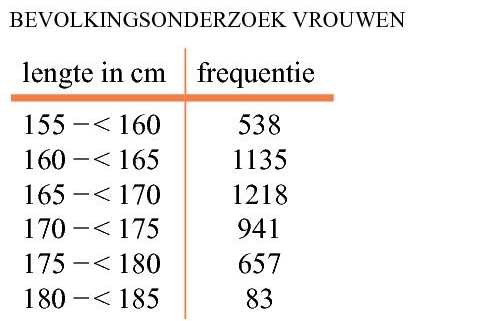 BEVOLKINGSONDERZOEK VROUWEN
lengte in cm frequentie
155 –< 160 538
160 –< 165 1135
165 –< 170 1218
170 –< 175 941
175 –< 180 657
180 –< 185 83